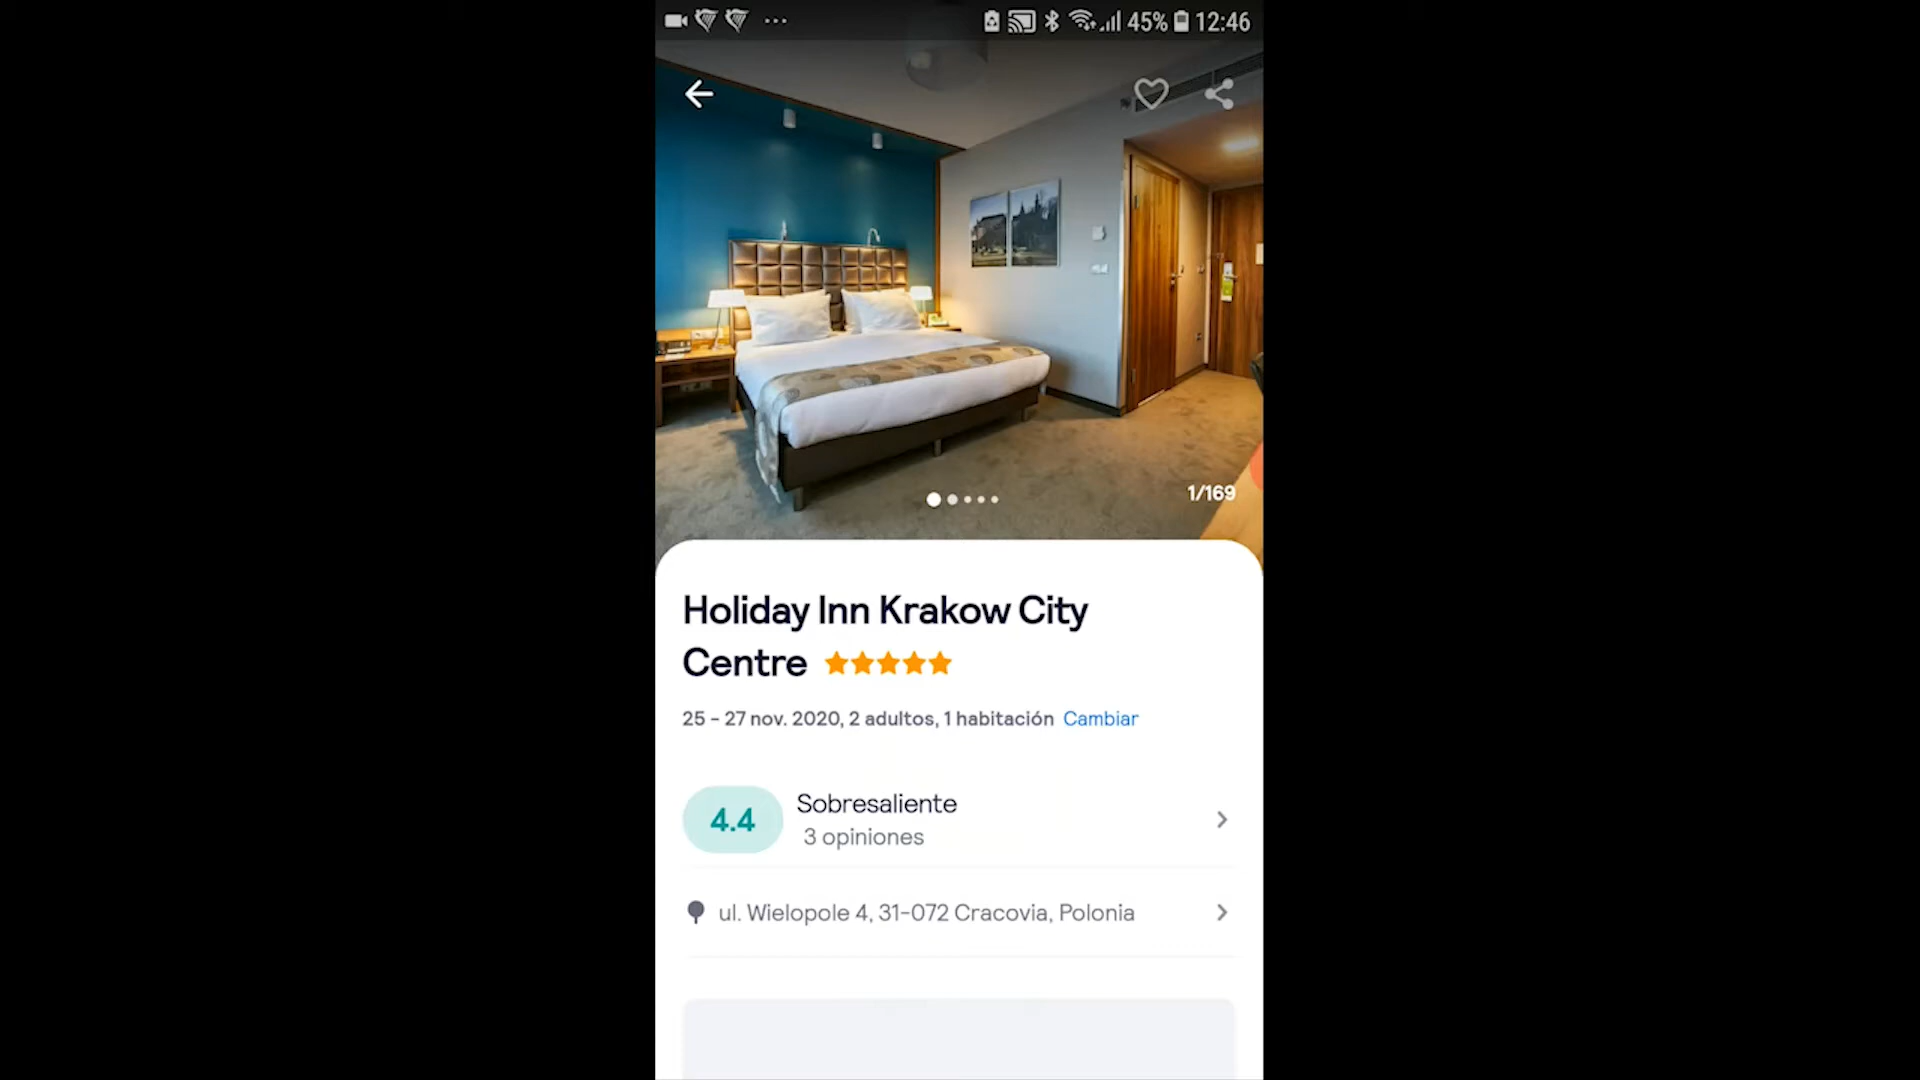 45% 12:46
1/169
Holiday Inn Krakow City
Centre
25 – 27 nov. 2020, 2 adultos, 1 habitación Cambiar
4.4
Sobresaliente
3 opiniones
ul. Wielopole 4, 31-072 Cracovia, Polonia